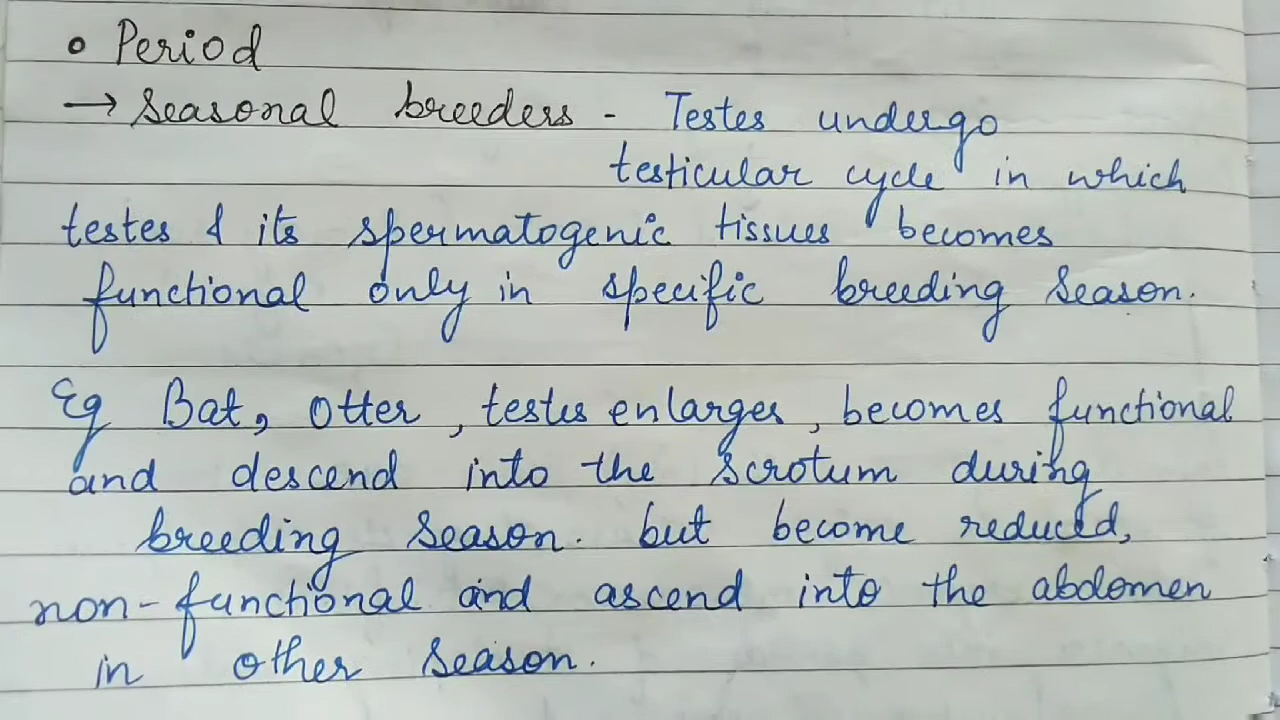 • Period
→ Seasonal breeders - Testes undergo
testicular cycle in which
testes & its spermatogenic tissues becomes
functional only in specific breeding season.
Eg Bat, Otter, testes enlarges, becomes functional
and descend into the scrotum during
breeding season. but become reduced,
non-functional and ascend into the abdomen
in other season.